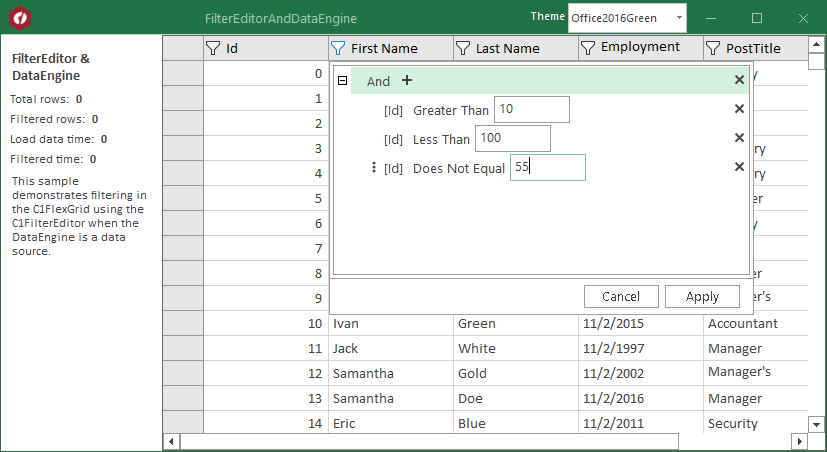 FilterEditorAndDataEngine
Theme Office2016Green
FilterEditor &
DataEngine
Total rows: 0
Filtered rows: 0
Load data time: 0
Filtered time: 0
This sample
demonstrates filtering in
the C1FlexGrid using the
C1FilterEditor when the
DataEngine is a data
source.
Id First Name Last Name Employment PostTitle
0 y
1
2
3 ry
4 ry
5 r
6 y
7
8 er
9 er's
And +
[Id] Greater Than 10
[Id] Less Than 100
[Id] Does Not Equal 55
Cancel Apply
10 Ivan Green 11/2/2015 Accountant
11 Jack White 11/2/1997 Manager
12 Samantha Gold 11/2/2002 Manager's
13 Samantha Doe 11/2/2016 Manager
14 Eric Blue 11/2/2011 Security